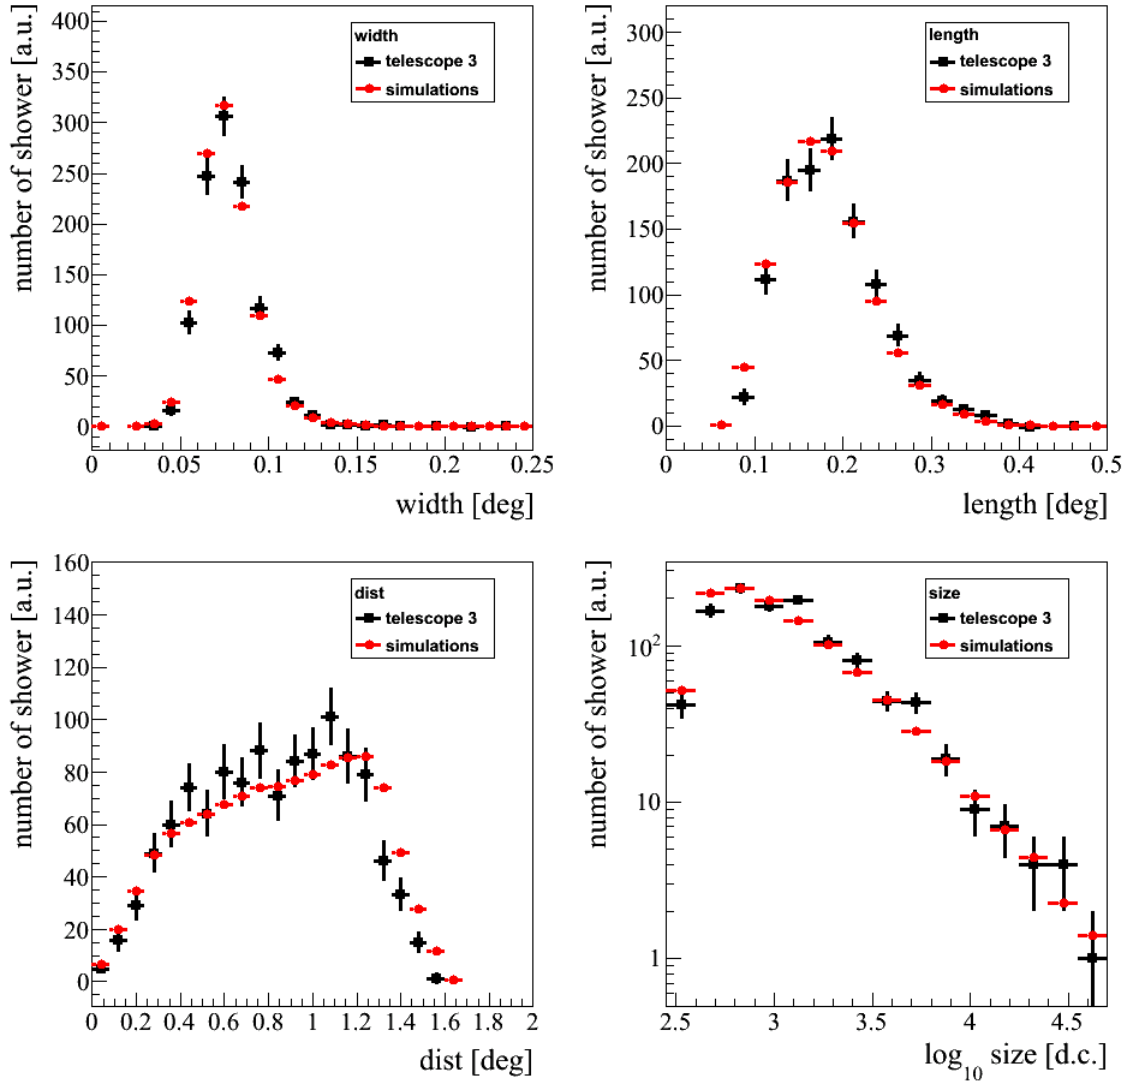 number of shower [a.u.]
400
350
300
250
200
150
100
50
0
width
telescope 3
simulations
0 0.05 0.1 0.15 0.2 0.25
width [deg]
number of shower [a.u.]
300
250
200
150
100
50
0
length
telescope 3
simulations
0 0.1 0.2 0.3 0.4 0.5
length [deg]
number of shower [a.u.]
160
140
120
100
80
60
40
20
0
dist
telescope 3
simulations
0 0.2 0.4 0.6 0.8 1 1.2 1.4 1.6 1.8 2
dist [deg]
number of shower [a.u.]
10²
10
1
size
telescope 3
simulations
2.5 3 3.5 4 4.5
log₁₀ size [d.c.]